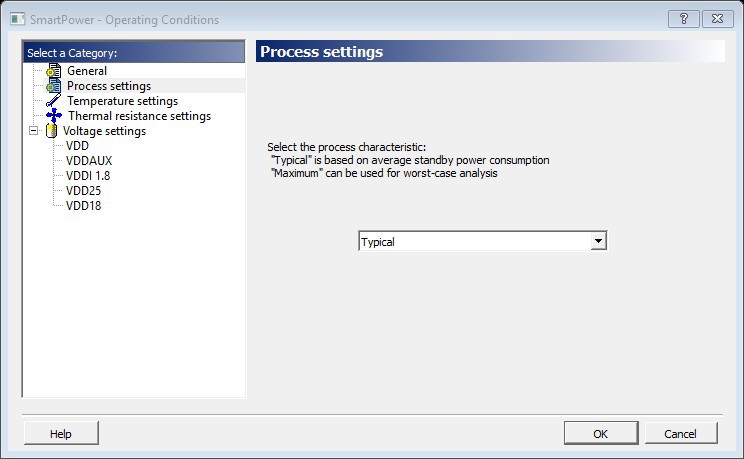 SmartPower - Operating Conditions
Select a Category:
General
Process settings
Temperature settings
Thermal resistance settings
Voltage settings
VDD
VDDAUX
VDDI 1.8
VDD25
VDD18
Process settings
Select the process characteristic:
"Typical" is based on average standby power consumption
"Maximum" can be used for worst-case analysis
Typical
Help
OK
Cancel